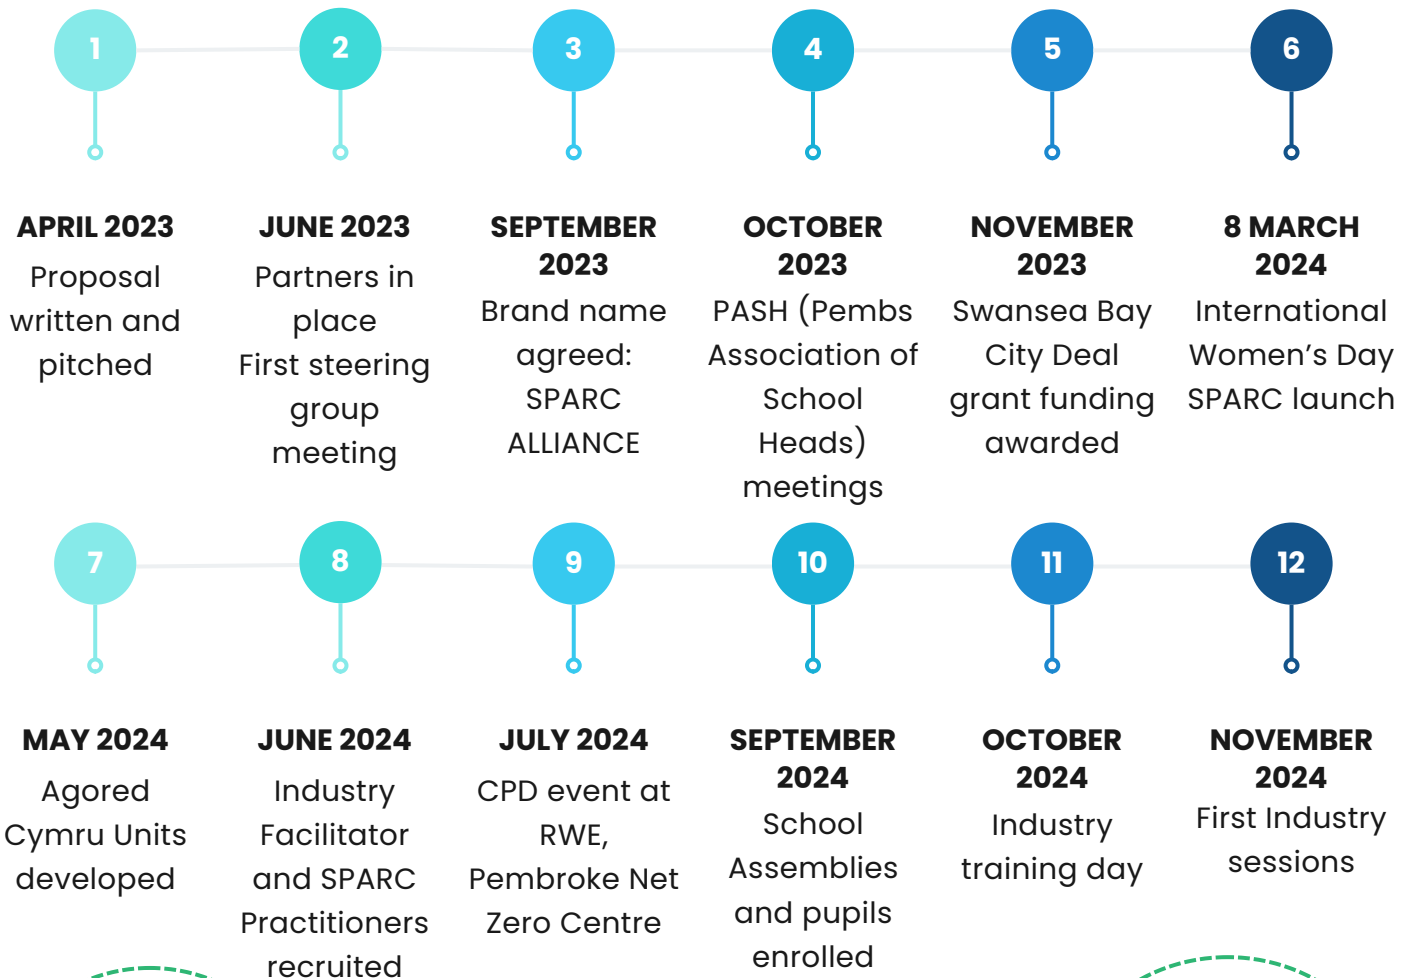 1
2
3
4
5
6
APRIL 2023
Proposal
written and
pitched
JUNE 2023
Partners in
place
First steering
group
meeting
SEPTEMBER
2023
Brand name
agreed:
SPARC
ALLIANCE
OCTOBER
2023
PASH (Pembs
Association of
School
Heads)
meetings
NOVEMBER
2023
Swansea Bay
City Deal
grant funding
awarded
8 MARCH
2024
International
Women’s Day
SPARC launch
7
8
9
10
11
12
MAY 2024
Agored
Cymru Units
developed
JUNE 2024
Industry
Facilitator
and SPARC
Practitioners
recruited
JULY 2024
CPD event at
RWE,
Pembroke Net
Zero Centre
SEPTEMBER
2024
School
Assemblies
and pupils
enrolled
OCTOBER
2024
Industry
training day
NOVEMBER
2024
First Industry
sessions